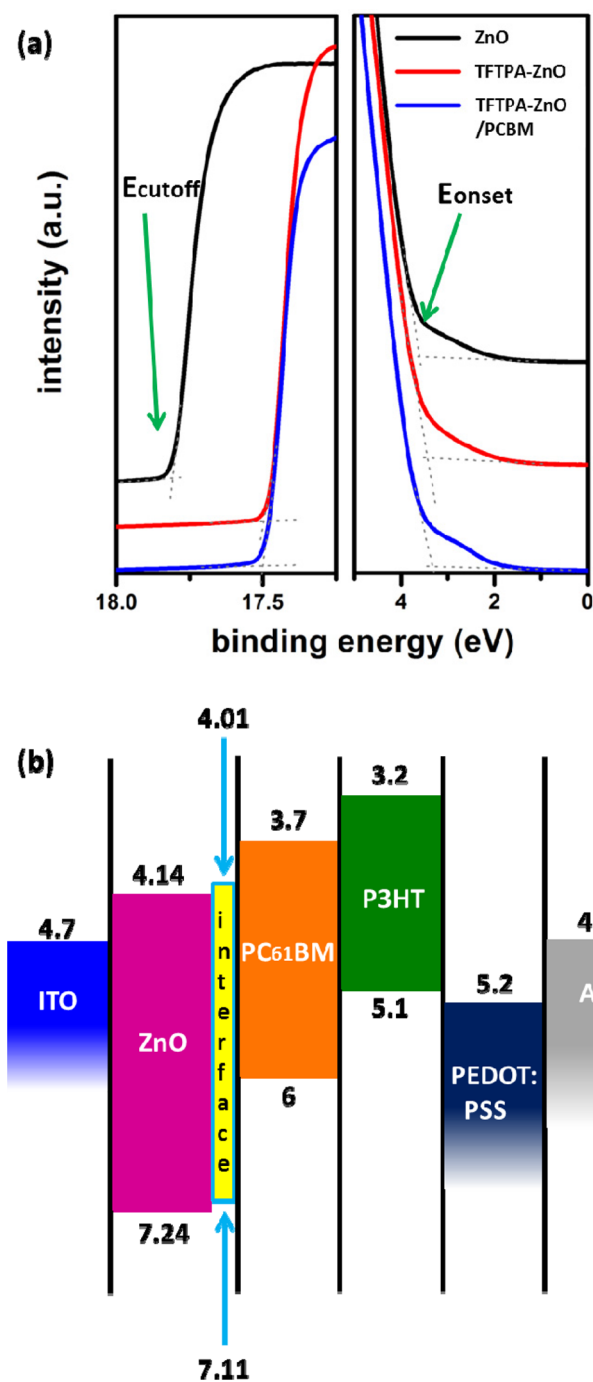 (a)
ZnO
TFTPA-ZnO
TFTPA-ZnO
/PCBM
Ecutoff
Eonset
intensity (a.u.)
18.0
17.5
4
2
0
binding energy (eV)
4.01
(b)
3.2
3.7
4.14
P3HT
4.7
interface
PC61BM
5.2
4.
5.1
ITO
A
ZnO
6
PEDOT:
PSS
7.24
7.11